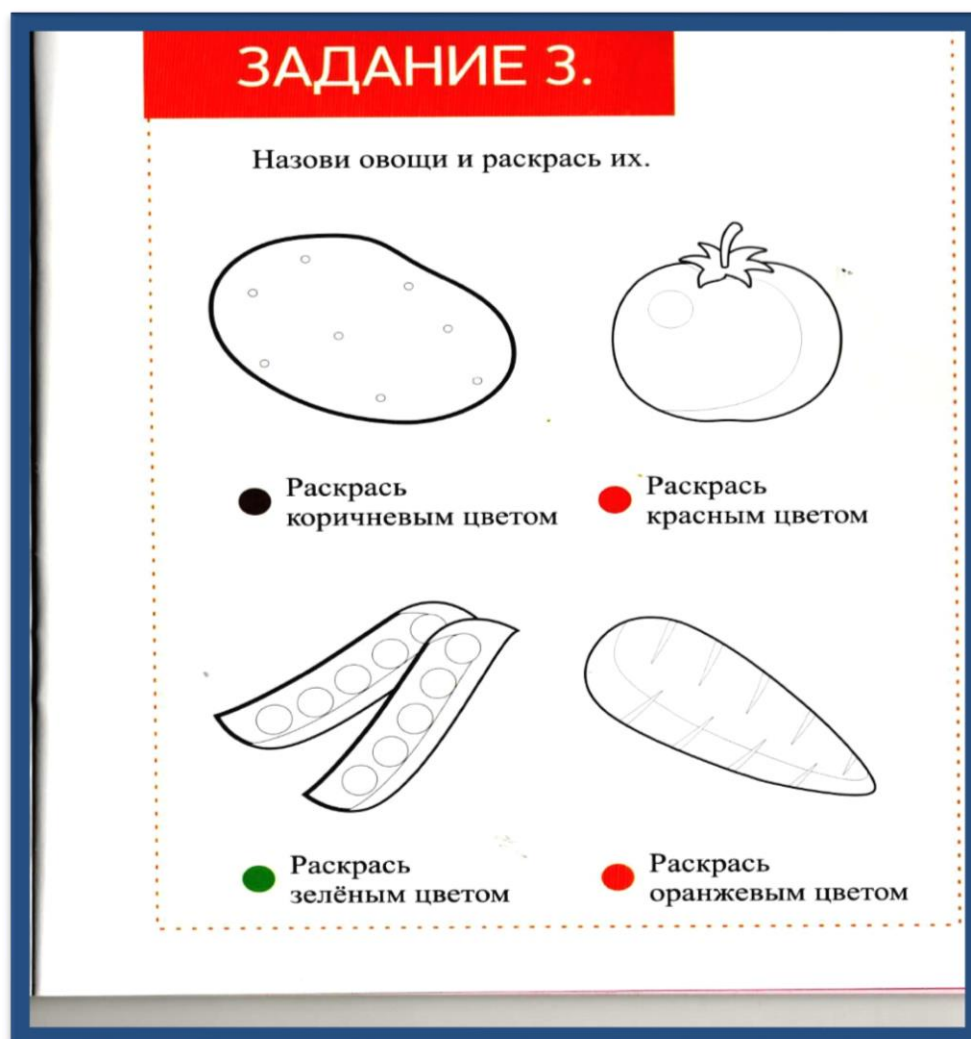 ЗАДАНИЕ 3.
Назови овощи и раскрась их.
Раскрась
коричневым цветом
Раскрась
красным цветом
Раскрась
зелёным цветом
Раскрась
оранжевым цветом